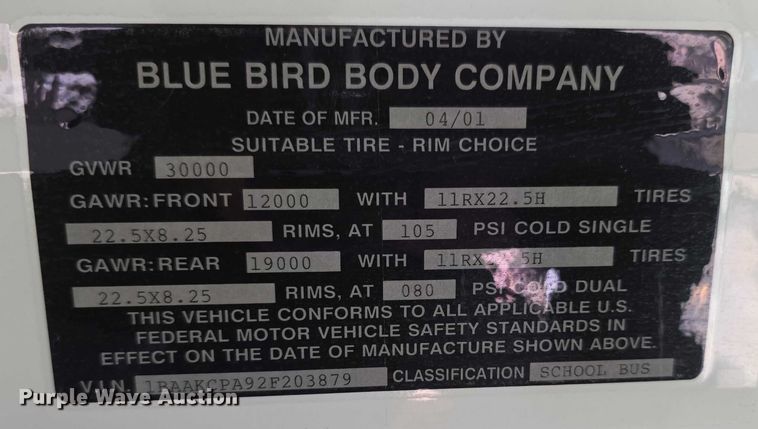 MANUFACTURED BY
BLUE BIRD BODY COMPANY
DATE OF MFR. 04/01
SUITABLE TIRE - RIM CHOICE
GVWR 30000
GAWR:FRONT 12000 WITH 11RX22.5H TIRES
22.5X8.25 RIMS, AT 105 PSI COLD SINGLE
GAWR:REAR 19000 WITH 11RX22.5H TIRES
22.5X8.25 RIMS, AT 080 PSI COLD DUAL
THIS VEHICLE CONFORMS TO ALL APPLICABLE U.S.
FEDERAL MOTOR VEHICLE SAFETY STANDARDS IN
EFFECT ON THE DATE OF MANUFACTURE SHOWN ABOVE.
V.I.N. 1BAAKCPA92F203879 CLASSIFICATION SCHOOL BUS
Purple Wave Auction